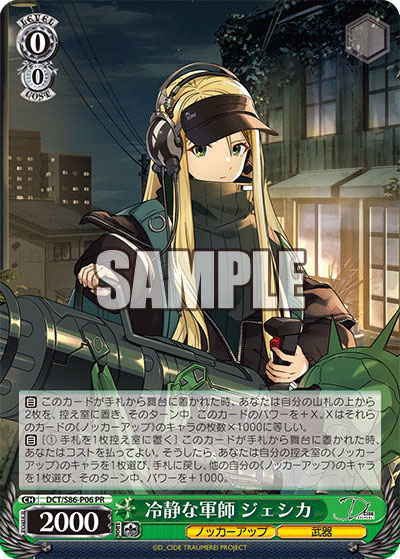 LEVEL
0
0
COST
SAMPLE
自 このカードが手札から舞台に置かれた時、あなたは自分の山札の上から
2枚を、控え室に置き、そのターン中、このカードのパワーを＋X。Xはそれら
のカードの《ノッカーアップ》のキャラの枚数×1000に等しい。
自 ［① 手札を1枚控え室に置く］ このカードが手札から舞台に置かれた時、
あなたはコストを払ってよい。そうしたら、あなたは自分の控え室の《ノッカー
アップ》のキャラを1枚選び、手札に戻し、他の自分のキャラを1枚選び、その
ターン中、パワーを＋1000。
CH DCT/S86-P06 PR
2000
冷静な軍師 ジェシカ
ノッカーアップ 武器
©D_CIDE TRAUMEREI PROJECT